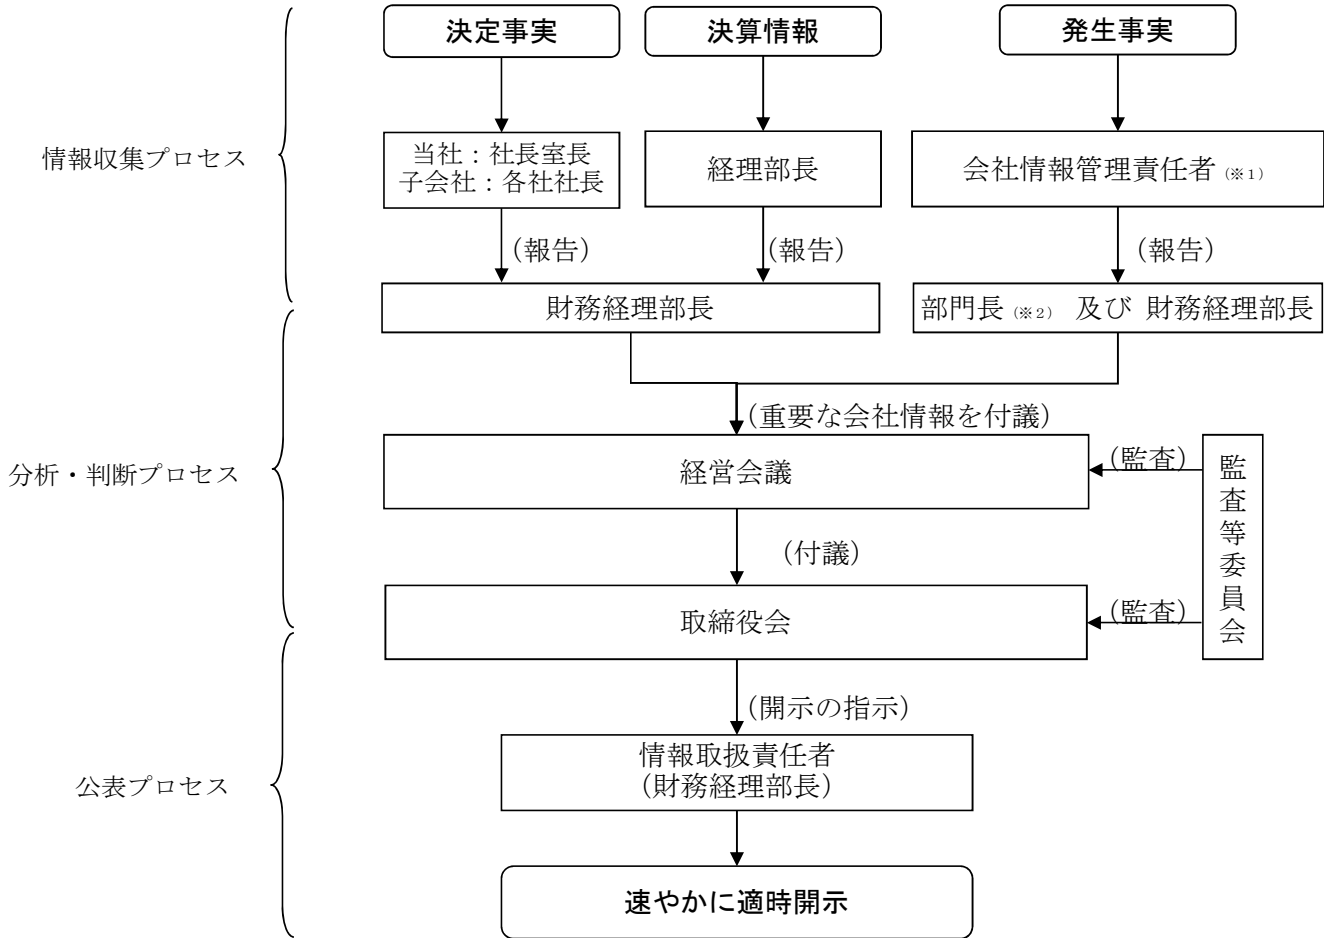 決定事実
決算情報
発生事実
情報収集プロセス
当社：社長室長
子会社：各社社長
経理部長
会社情報管理責任者（※1）
（報告）
（報告）
（報告）
財務経理部長
部門長（※2） 及び 財務経理部長
（重要な会社情報を付議）
分析・判断プロセス
経営会議
（監査）
監査等委員会
（付議）
取締役会
（監査）
（開示の指示）
公表プロセス
情報取扱責任者
（財務経理部長）
速やかに適時開示